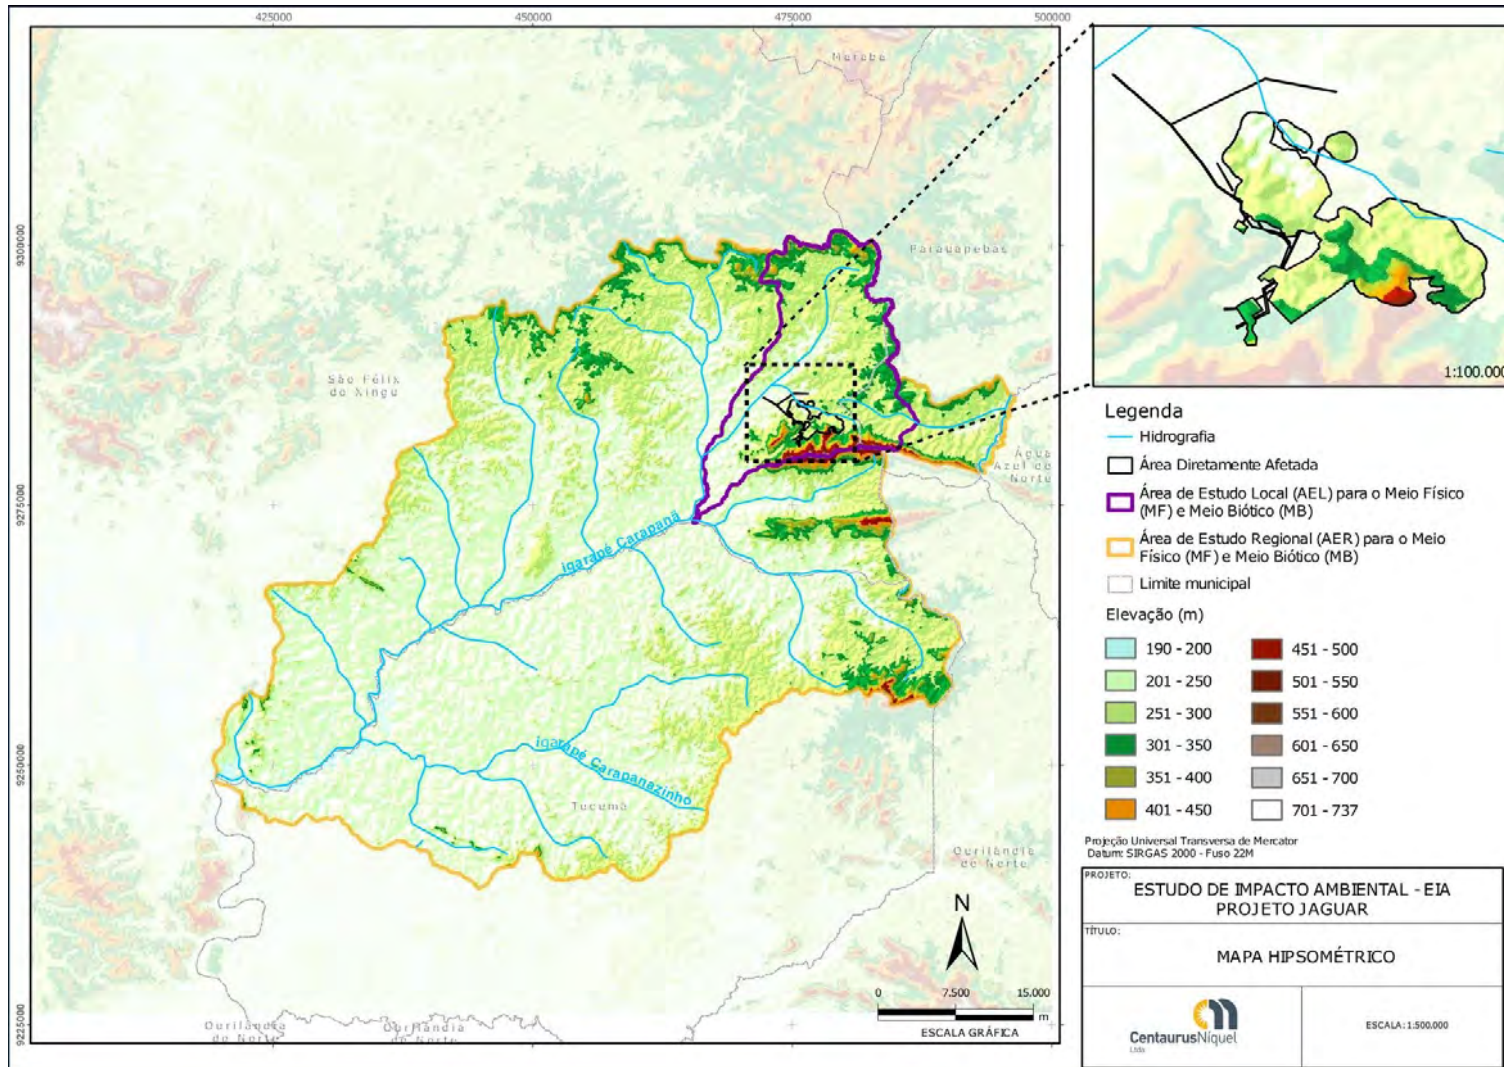 425000
450000
475000
500000
9300000
9275000
9250000
9225000
Marabá
Parauapebas
São Félix
do Xingu
Água
Azul do
Norte
igarapé Carapanã
igarapé Carapanazinho
Tucumã
Ourilândia
do Norte
Ourilândia
do Norte
Ourilândia
do Norte
N
0
7.500
15.000
m
ESCALA GRÁFICA
1:100.000
Legenda
Hidrografia
Área Diretamente Afetada
Área de Estudo Local (AEL) para o Meio Físico
(MF) e Meio Biótico (MB)
Área de Estudo Regional (AER) para o Meio
Físico (MF) e Meio Biótico (MB)
Limite municipal
Elevação (m)
190 - 200
201 - 250
251 - 300
301 - 350
351 - 400
401 - 450
451 - 500
501 - 550
551 - 600
601 - 650
651 - 700
701 - 737
Projeção Universal Transversa de Mercator
Datum: SIRGAS 2000 - Fuso 22M
PROJETO:
ESTUDO DE IMPACTO AMBIENTAL - EIA
PROJETO JAGUAR
TÍTULO:
MAPA HIPSOMÉTRICO
CentaurusNíquel
Ltda
ESCALA: 1:500.000